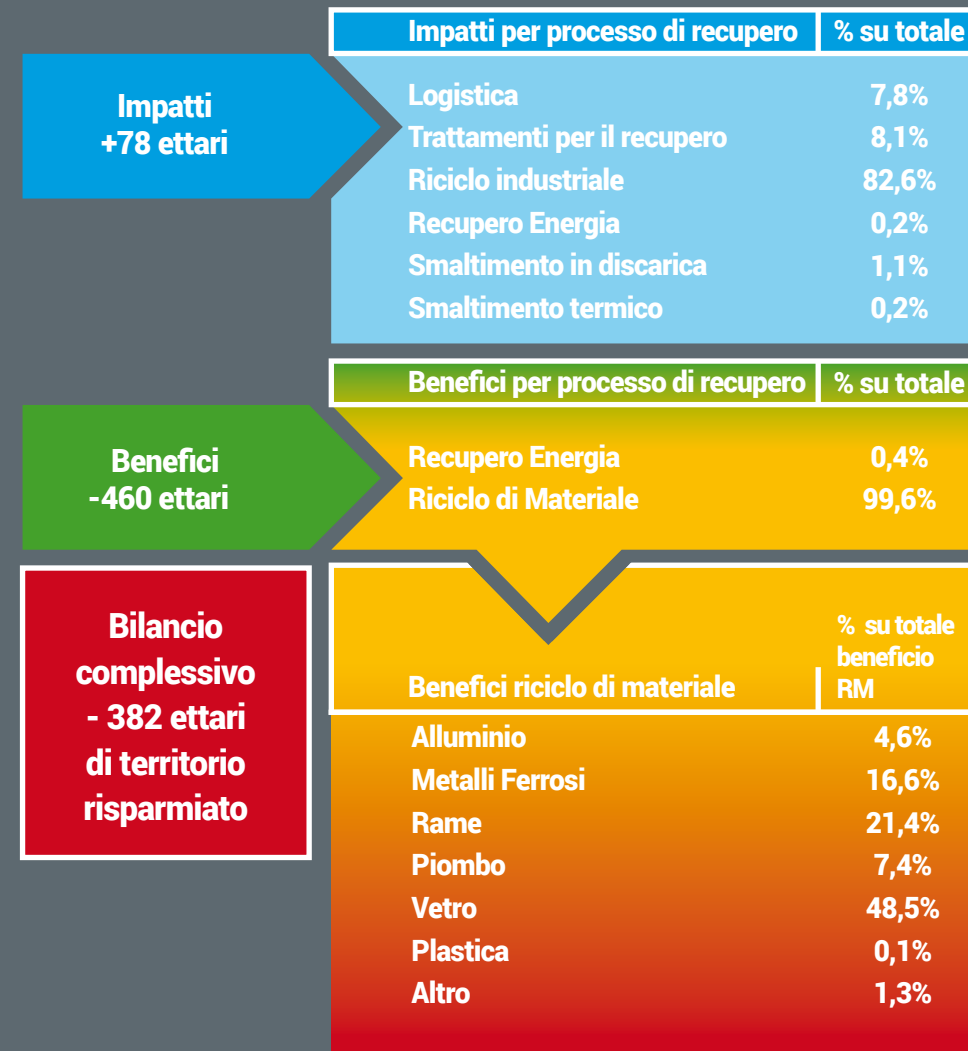 Impatti per processo di recupero % su totale
Impatti
+78 ettari
Logistica 7,8%
Trattamenti per il recupero 8,1%
Riciclo industriale 82,6%
Recupero Energia 0,2%
Smaltimento in discarica 1,1%
Smaltimento termico 0,2%
Benefici per processo di recupero % su totale
Benefici
-460 ettari
Recupero Energia 0,4%
Riciclo di Materiale 99,6%
Bilancio
complessivo
- 382 ettari
di territorio
risparmiato
% su totale
beneficio
Benefici riciclo di materiale RM
Alluminio 4,6%
Metalli Ferrosi 16,6%
Rame 21,4%
Piombo 7,4%
Vetro 48,5%
Plastica 0,1%
Altro 1,3%